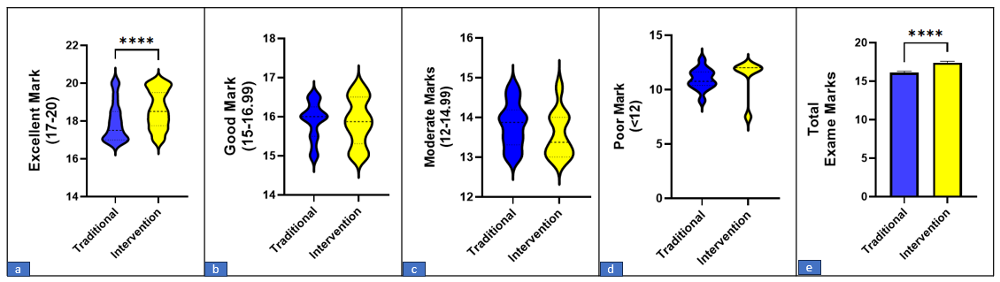 ****
22
20
18
16
14
Excellent Mark
(17-20)
Traditional
Intervention
a
18
17
16
15
14
Good Mark
(15-16.99)
Traditional
Intervention
b
16
15
14
13
12
Moderate Marks
(12-14.99)
Traditional
Intervention
c
15
10
5
0
Poor Mark
(<12)
Traditional
Intervention
d
****
20
15
10
5
0
Total
Exame Marks
Traditional
Intervention
e